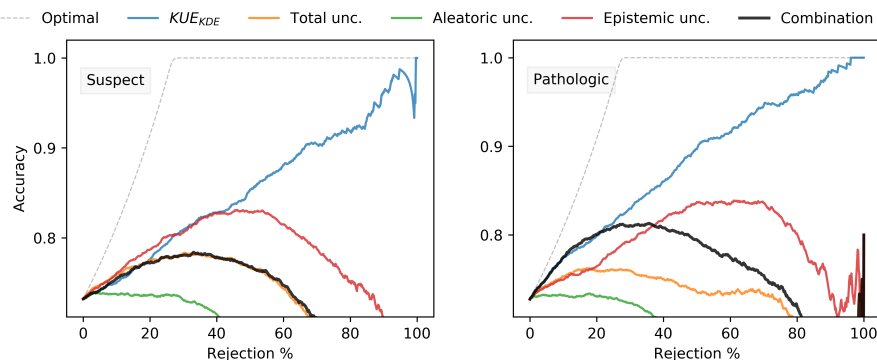 Optimal KUE_KDE Total unc. Aleatoric unc. Epistemic unc. Combination
Suspect
Accuracy
1.0
0.9
0.8
0 20 40 60 80 100
Rejection %
Pathologic
1.0
0.9
0.8
0 20 40 60 80 100
Rejection %